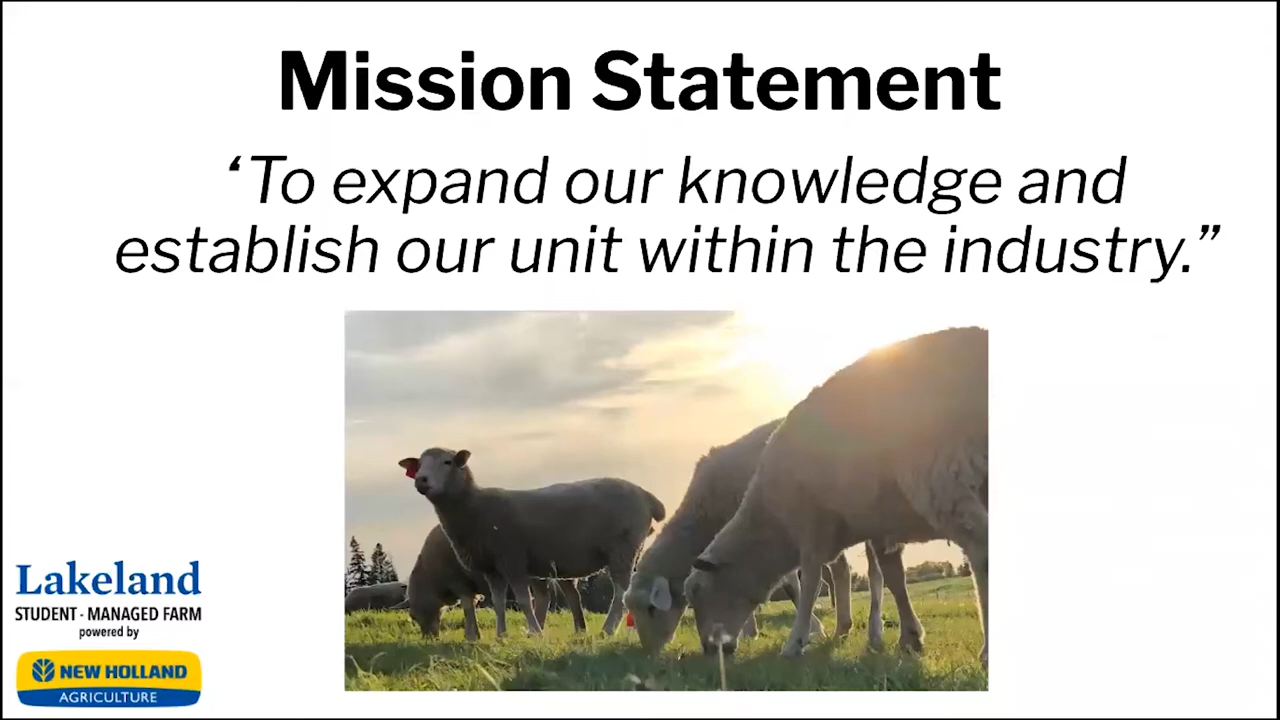 Mission Statement
‘To expand our knowledge and
establish our unit within the industry.”
Lakeland
STUDENT - MANAGED FARM
powered by
NEW HOLLAND
AGRICULTURE